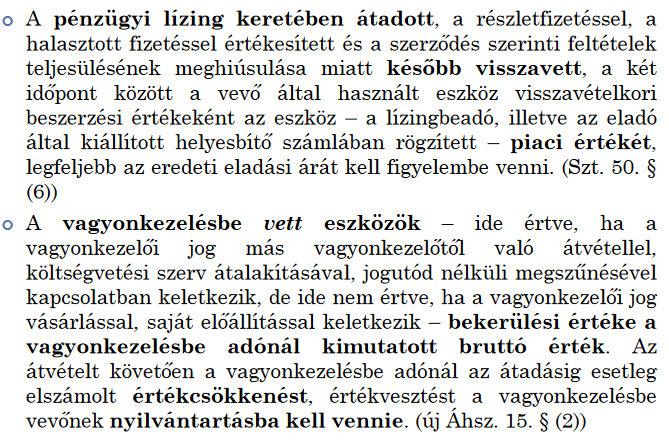 A pénzügyi lízing keretében átadott, a részletfizetéssel, a
halasztott fizetéssel értékesített és a szerződés szerinti feltételek
teljesülésének meghiúsulása miatt később visszavett, a két
időpont között a vevő által használt eszköz visszavételkori
beszerzési értékeként az eszköz – a lízingbeadó, illetve az eladó
által kiállított helyesbítő számlában rögzített – piaci értékét,
legfeljebb az eredeti eladási árát kell figyelembe venni. (Szt. 50. §
(6))
A vagyonkezelésbe vett eszközök – ide értve, ha a
vagyonkezelői jog más vagyonkezelőtől való átvétellel,
költségvetési szerv átalakításával, jogutód nélküli megszűnésével
kapcsolatban keletkezik, de ide nem értve, ha a vagyonkezelői jog
vásárlással, saját előállítással keletkezik – bekerülési értéke a
vagyonkezelésbe adónál kimutatott bruttó érték. Az
átvételt követően a vagyonkezelésbe adónál az átadásig esetleg
elszámolt értékcsökkenést, értékvesztést a vagyonkezelésbe
vevőnek nyilvántartásba kell vennie. (új Áhsz. 15. § (2))